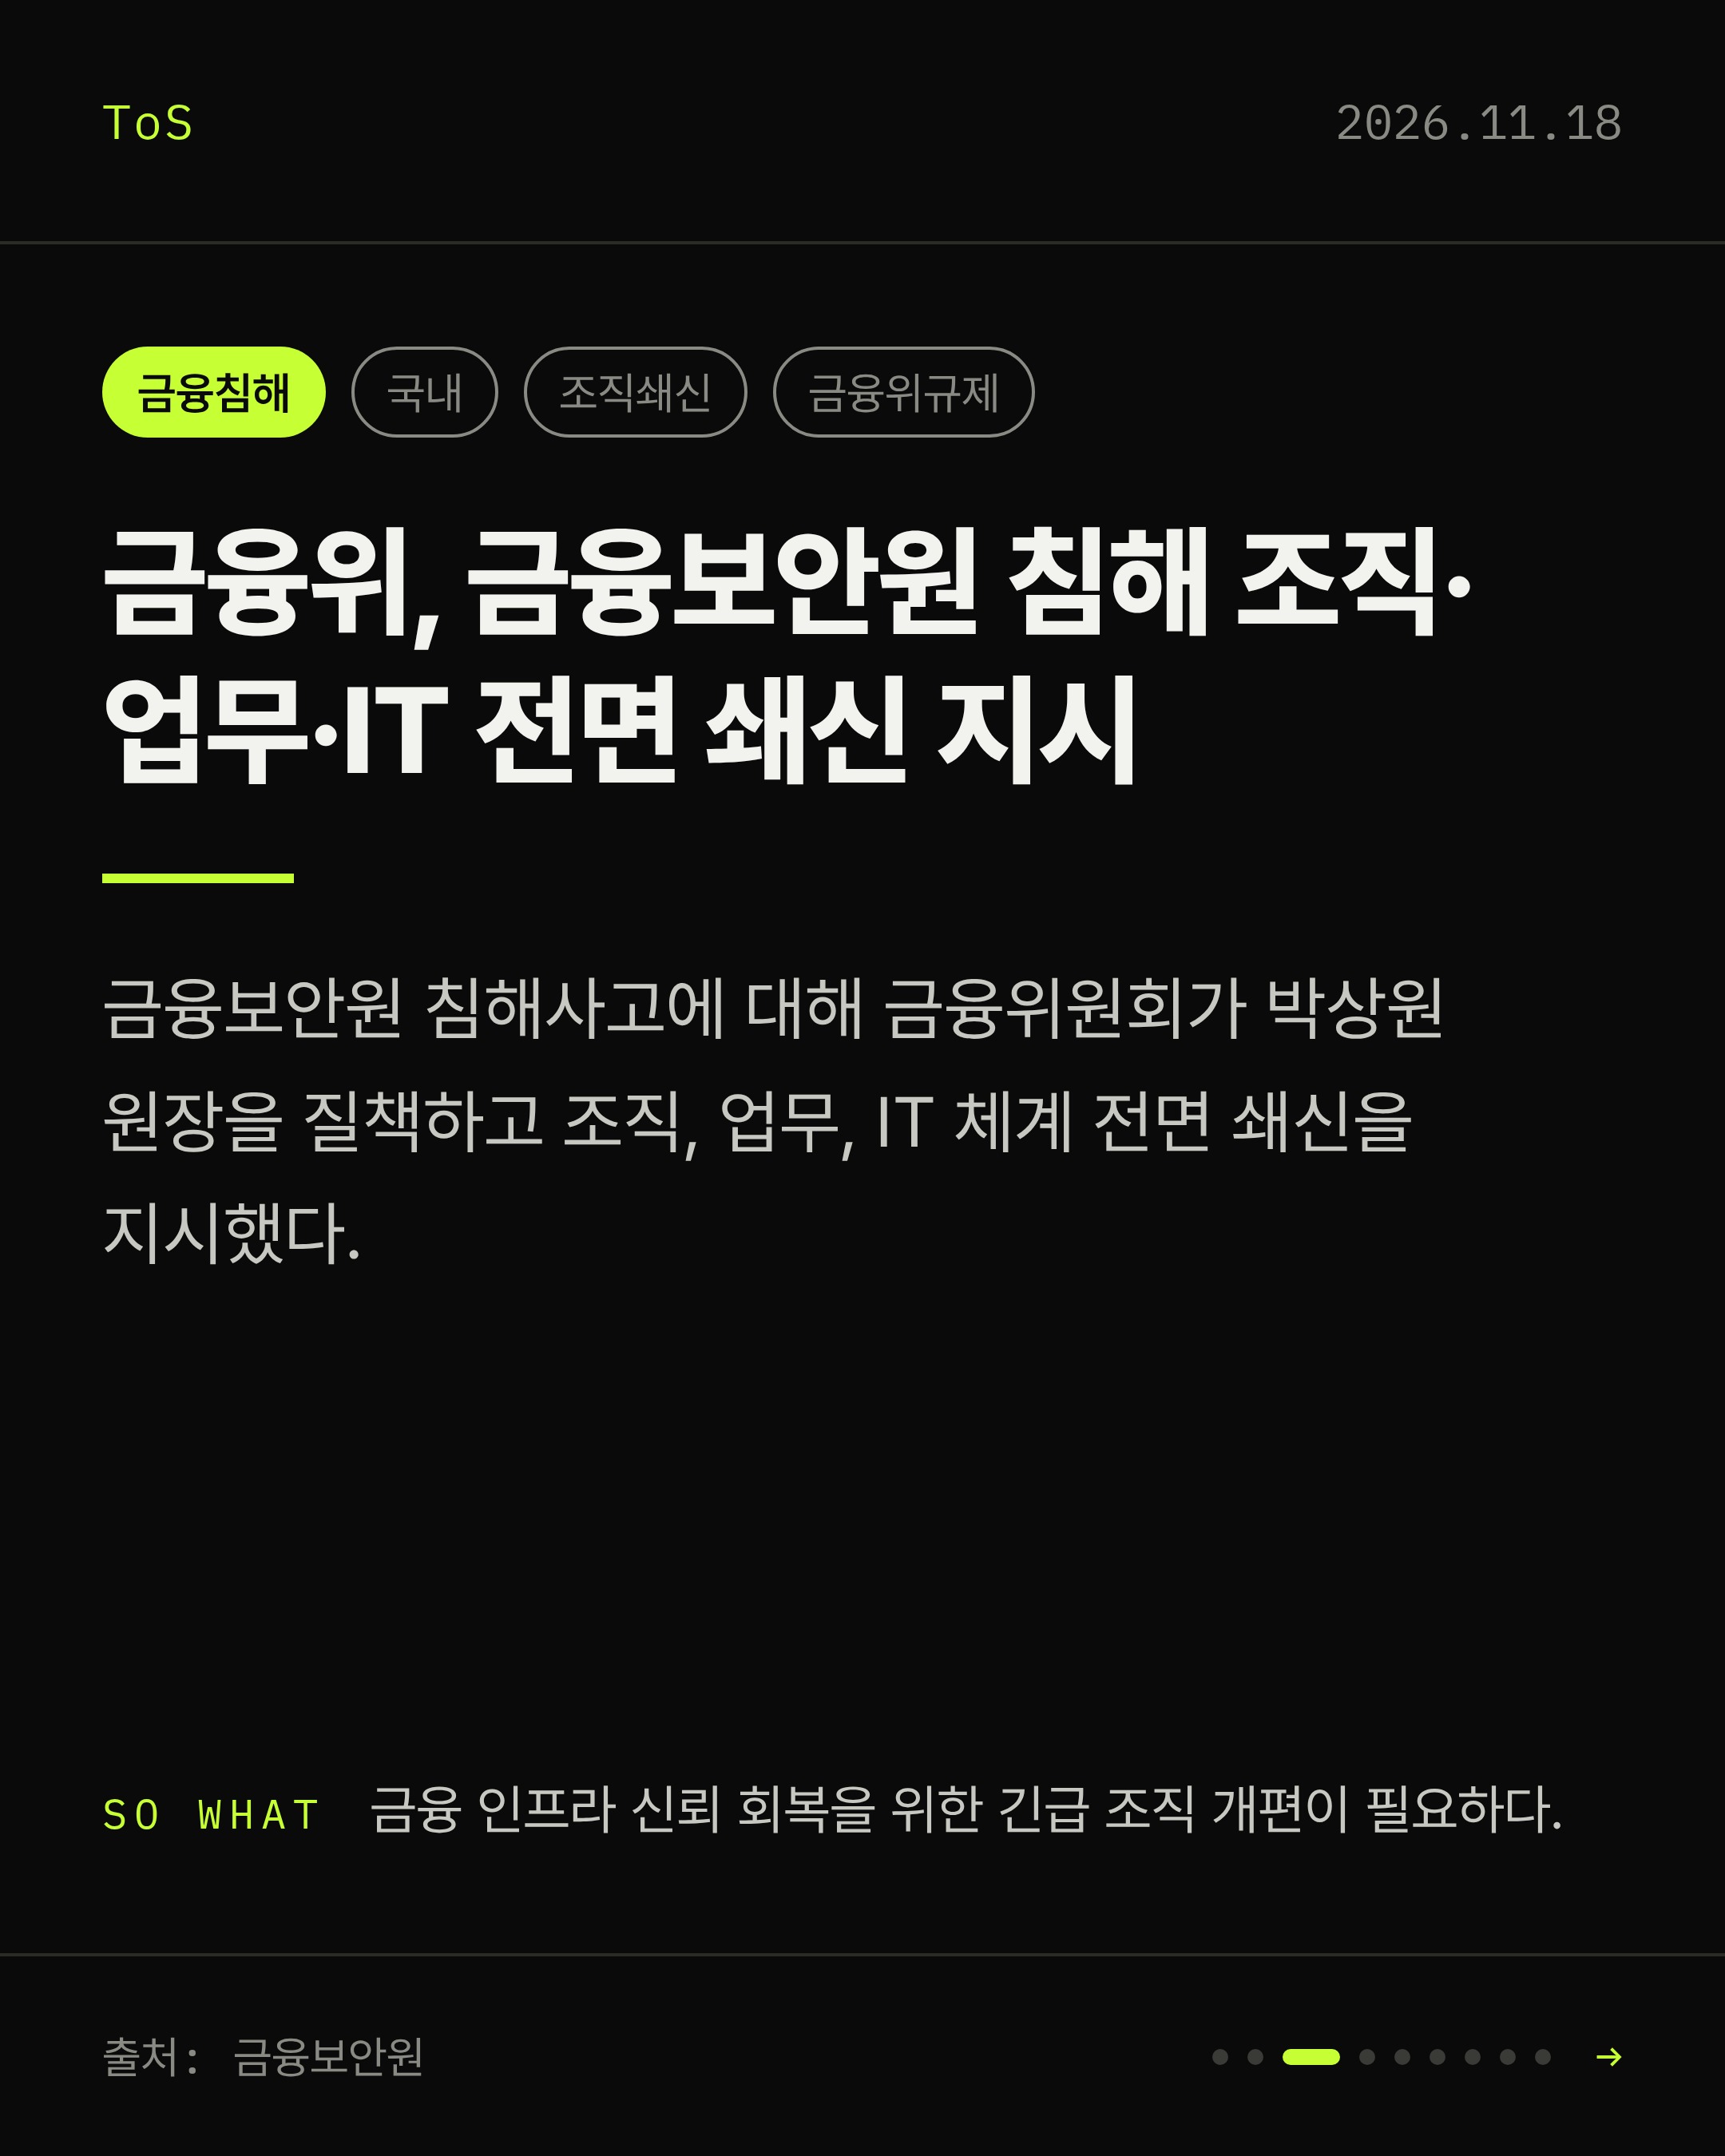 ToS
2026.11.18
금융침해 국내 조직쇄신 금융위규제
금융위, 금융보안원 침해 조직·
업무·IT 전면 쇄신 지시
금융보안원 침해사고에 대해 금융위원회가 박상원
원장을 질책하고 조직, 업무, IT 체계 전면 쇄신을
지시했다.
SO WHAT 금융 인프라 신뢰 회복을 위한 긴급 조직 개편이 필요하다.
출처: 금융보안원
→